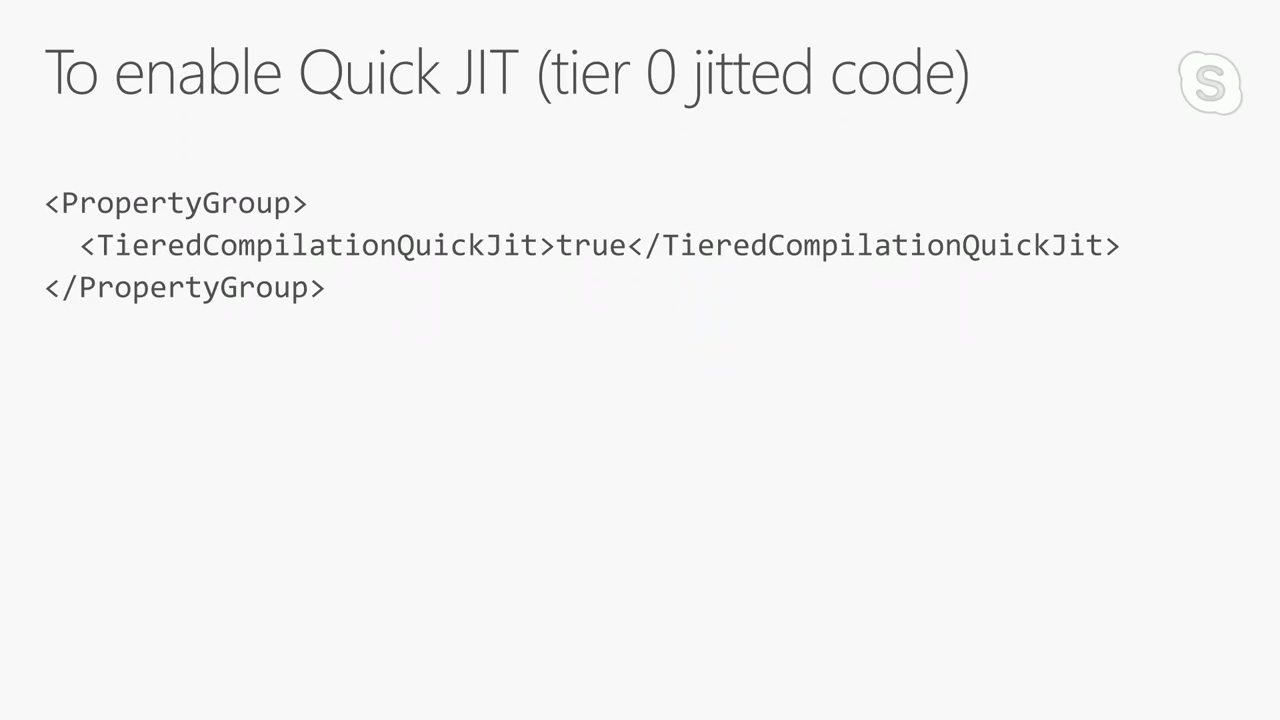 To enable Quick JIT (tier 0 jitted code)
S
<PropertyGroup>
  <TieredCompilationQuickJit>true</TieredCompilationQuickJit>
</PropertyGroup>